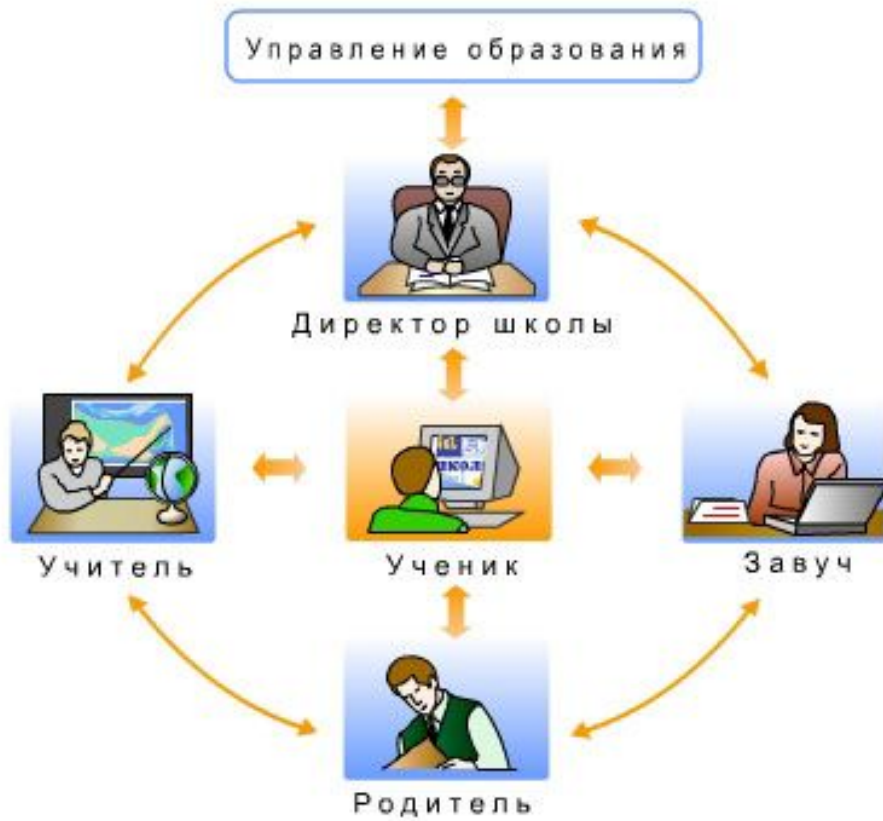 Управление образования
Директор школы
Учитель
Ученик
Завуч
Родитель